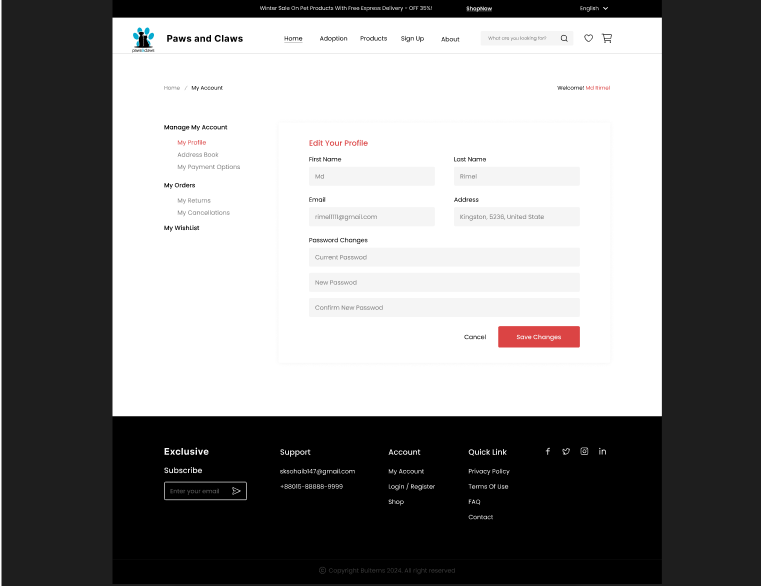 Winter Sale On Pet Products With Free Express Delivery - OFF 35%! ShopNow English
Paws and Claws Home Adoption Products Sign Up About What are you looking for?
pawsnclaws
Home / My Account Welcome! Md Rimel
Manage My Account
My Profile
Address Book
My Payment Options
My Orders
My Returns
My Cancellations
My WishList
Edit Your Profile
First Name Last Name
Md Rimel
Email Address
rimel1111@gmail.com Kingston, 5236, United State
Password Changes
Current Passwod
New Passwod
Confirm New Passwod
Cancel Save Changes
Exclusive Support Account Quick Link
Subscribe sksohaib147@gmail.com My Account Privacy Policy
Enter your email +88015-88888-9999 Login / Register Terms Of Use
Shop FAQ
Contact
© Copyright Buiterns 2024. All right reserved